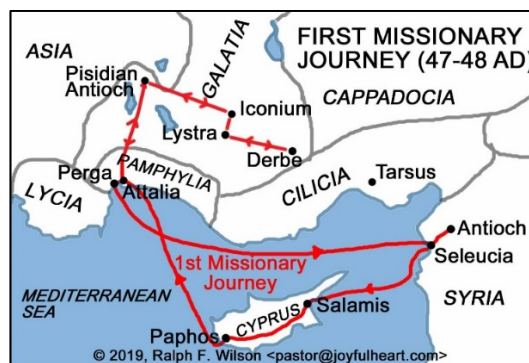 FIRST MISSIONARY
JOURNEY (47-48 AD)
ASIA
GALATIA
Pisidian
Antioch
CAPPADOCIA
Iconium
Lystra
Derbe
PAMPHYLIA
Perga
Attalia
LYCIA
CILICIA
Tarsus
Antioch
Seleucia
1st Missionary
Journey
MEDITERRANEAN
SEA
SYRIA
Salamis
CYPRUS
Paphos
© 2019, Ralph F. Wilson <pastor@joyfulheart.com>